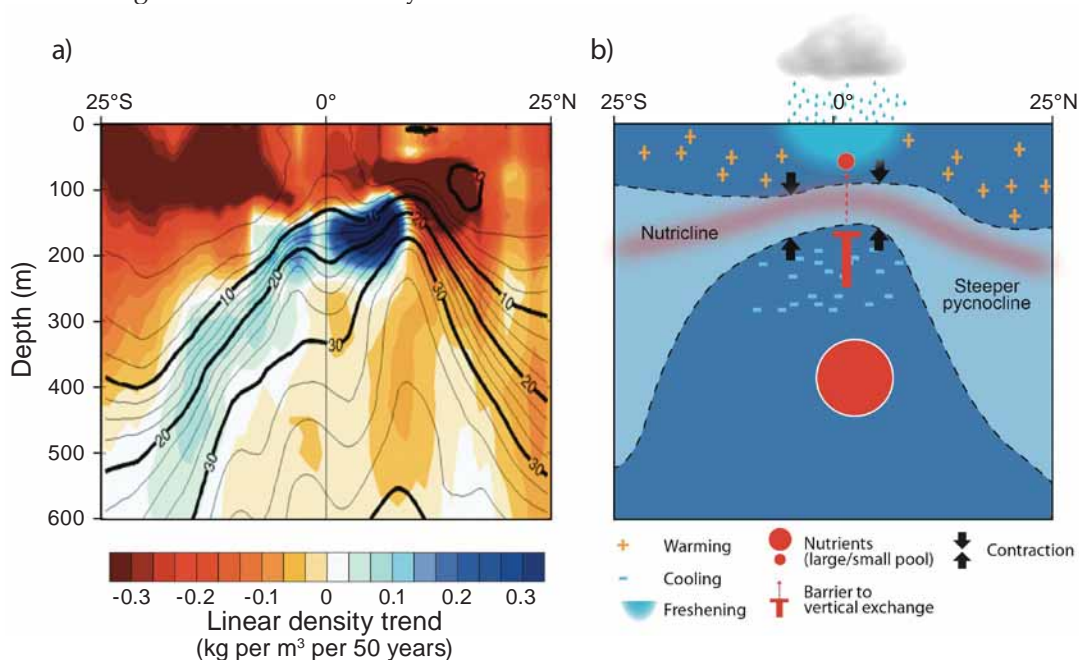 a)
b)
25°S
0°
25°N
25°S
0°
25°N
0
100
200
300
400
500
600
Depth (m)
10
20
30
10
20
30
10
20
30
20
Nutricline
Steeper
pycnocline
-0.3
-0.2
-0.1
0
0.1
0.2
0.3
Linear density trend
(kg per m³ per 50 years)
Warming
Cooling
Freshening
Nutrients
(large/small pool)
Barrier to
vertical exchange
Contraction